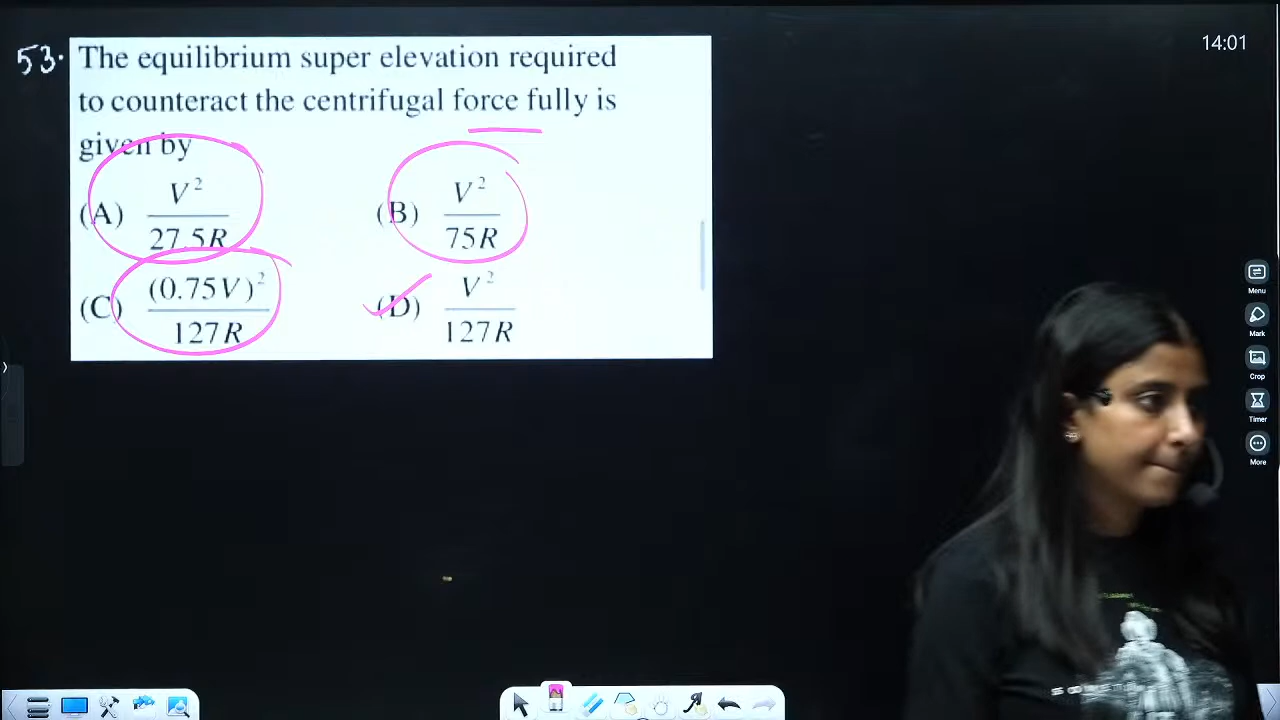 14:01
53. The equilibrium super elevation required
to counteract the centrifugal force fully is
given by
(A) V²/27.5R (B) V²/75R
(C) (0.75V)²/127R (D) V²/127R
Menu
Mark
Crop
Timer
More